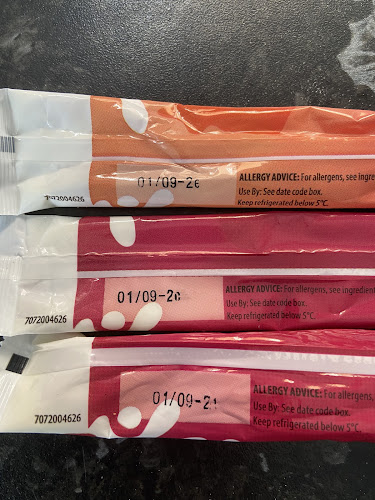 01/09-2
ALLERGY ADVICE: For allergens, see ingre
Use By: See date code box.
Keep refrigerated below 5°C.
7072004626
01/09-2
ALLERGY ADVICE: For allergens, see ingredient
Use By: See date code box.
Keep refrigerated below 5°C.
7072004626
01/09-21
ALLERGY ADVICE: For allergens,
Use By: See date code box.
Keep refrigerated below 5°C.
7072004626